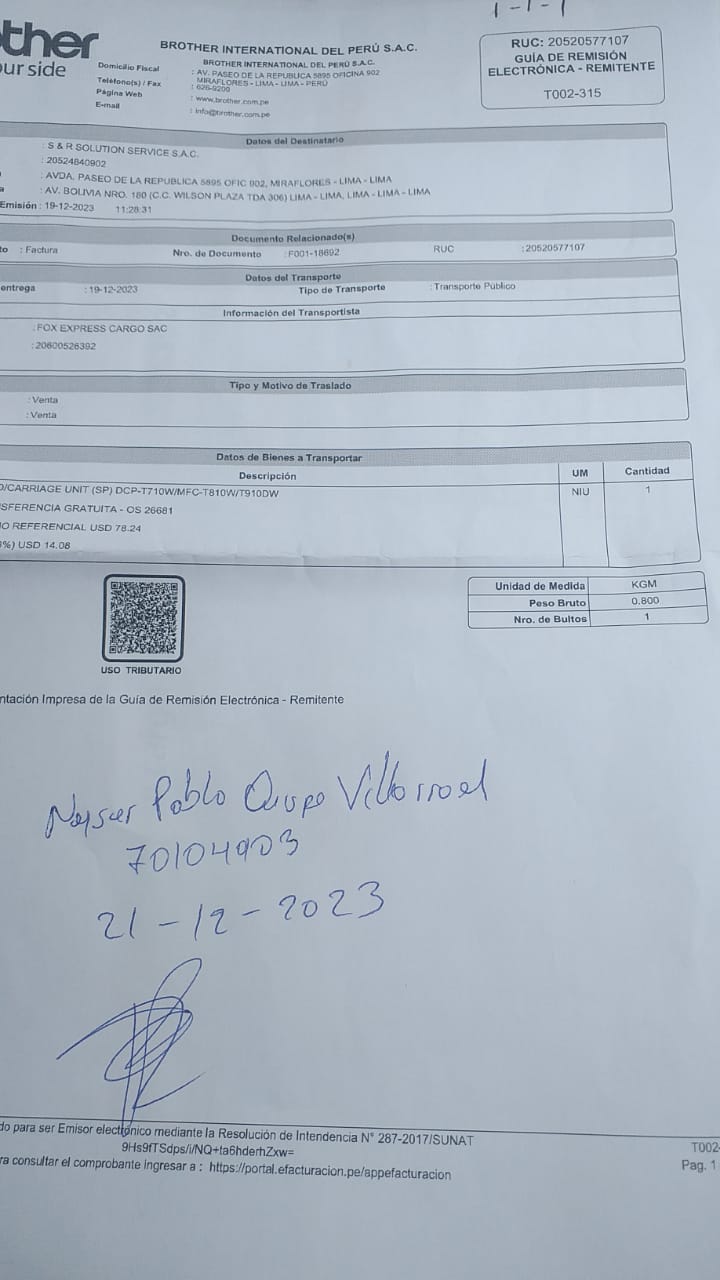 1-1-1
ther
ur side
BROTHER INTERNATIONAL DEL PERÚ S.A.C.
BROTHER INTERNATIONAL DEL PERÚ S.A.C.
Domicilio Fiscal : AV. PASEO DE LA REPUBLICA 5895 OFICINA 902
MIRAFLORES - LIMA - LIMA - PERÚ
Teléfono(s) / Fax : 626-9200
Página Web : www.brother.com.pe
E-mail : info@brother.com.pe
RUC: 20520577107
GUÍA DE REMISIÓN
ELECTRÓNICA - REMITENTE
T002-315
Datos del Destinatario
: S & R SOLUTION SERVICE S.A.C.
: 20524840902
: AVDA. PASEO DE LA REPUBLICA 5895 OFIC 902, MIRAFLORES - LIMA - LIMA
a : AV. BOLIVIA NRO. 180 (C.C. WILSON PLAZA TDA 306) LIMA - LIMA, LIMA - LIMA - LIMA
Emisión : 19-12-2023 11:28:31
Documento Relacionado(s)
to : Factura Nro. de Documento : F001-18692 RUC : 20520577107
Datos del Transporte
entrega : 19-12-2023 Tipo de Transporte : Transporte Público
Información del Transportista
: FOX EXPRESS CARGO SAC
: 20600526392
Tipo y Motivo de Traslado
: Venta
: Venta
Datos de Bienes a Transportar
Descripción UM Cantidad
D/CARRIAGE UNIT (SP) DCP-T710W/MFC-T810W/T910DW NIU 1
SFERENCIA GRATUITA - OS 26681
IO REFERENCIAL USD 78.24
8%) USD 14.08
USO TRIBUTARIO
Unidad de Medida KGM
Peso Bruto 0.800
Nro. de Bultos 1
ntación Impresa de la Guía de Remisión Electrónica - Remitente
Neyser Pablo Quispe Villarroel
70104903
21-12-2023
do para ser Emisor electrónico mediante la Resolución de Intendencia N° 287-2017/SUNAT
9Hs9fTSdps/i/NQ+ta6hderhZxw=
ra consultar el comprobante ingresar a : https://portal.efacturacion.pe/appefacturacion
T002-
Pag. 1